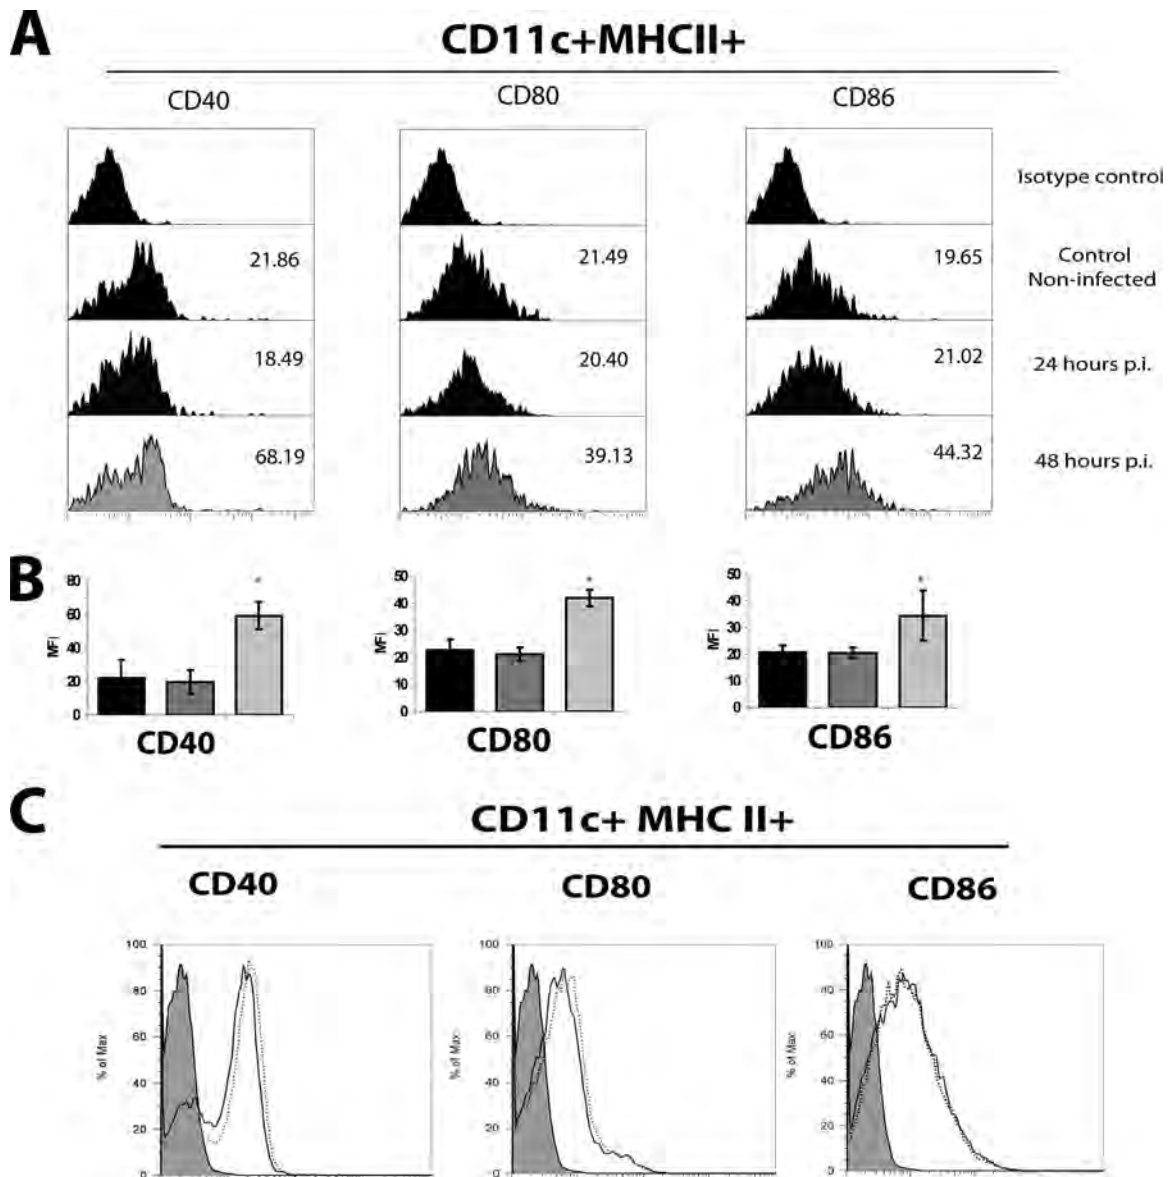 A
CD11c+MHCII+
CD40 CD80 CD86
Isotype control
21.86 21.49 19.65 Control
Non-infected
18.49 20.40 21.02 24 hours p.i.
68.19 39.13 44.32 48 hours p.i.
B
MFI 80 60 40 20 0 *
CD40
MFI 50 40 30 20 10 0 *
CD80
MFI 50 40 30 20 10 0 *
CD86
C
CD11c+ MHC II+
CD40 CD80 CD86
% of Max 100 80 60 40 20 0
% of Max 100 80 60 40 20 0
% of Max 100 80 60 40 20 0